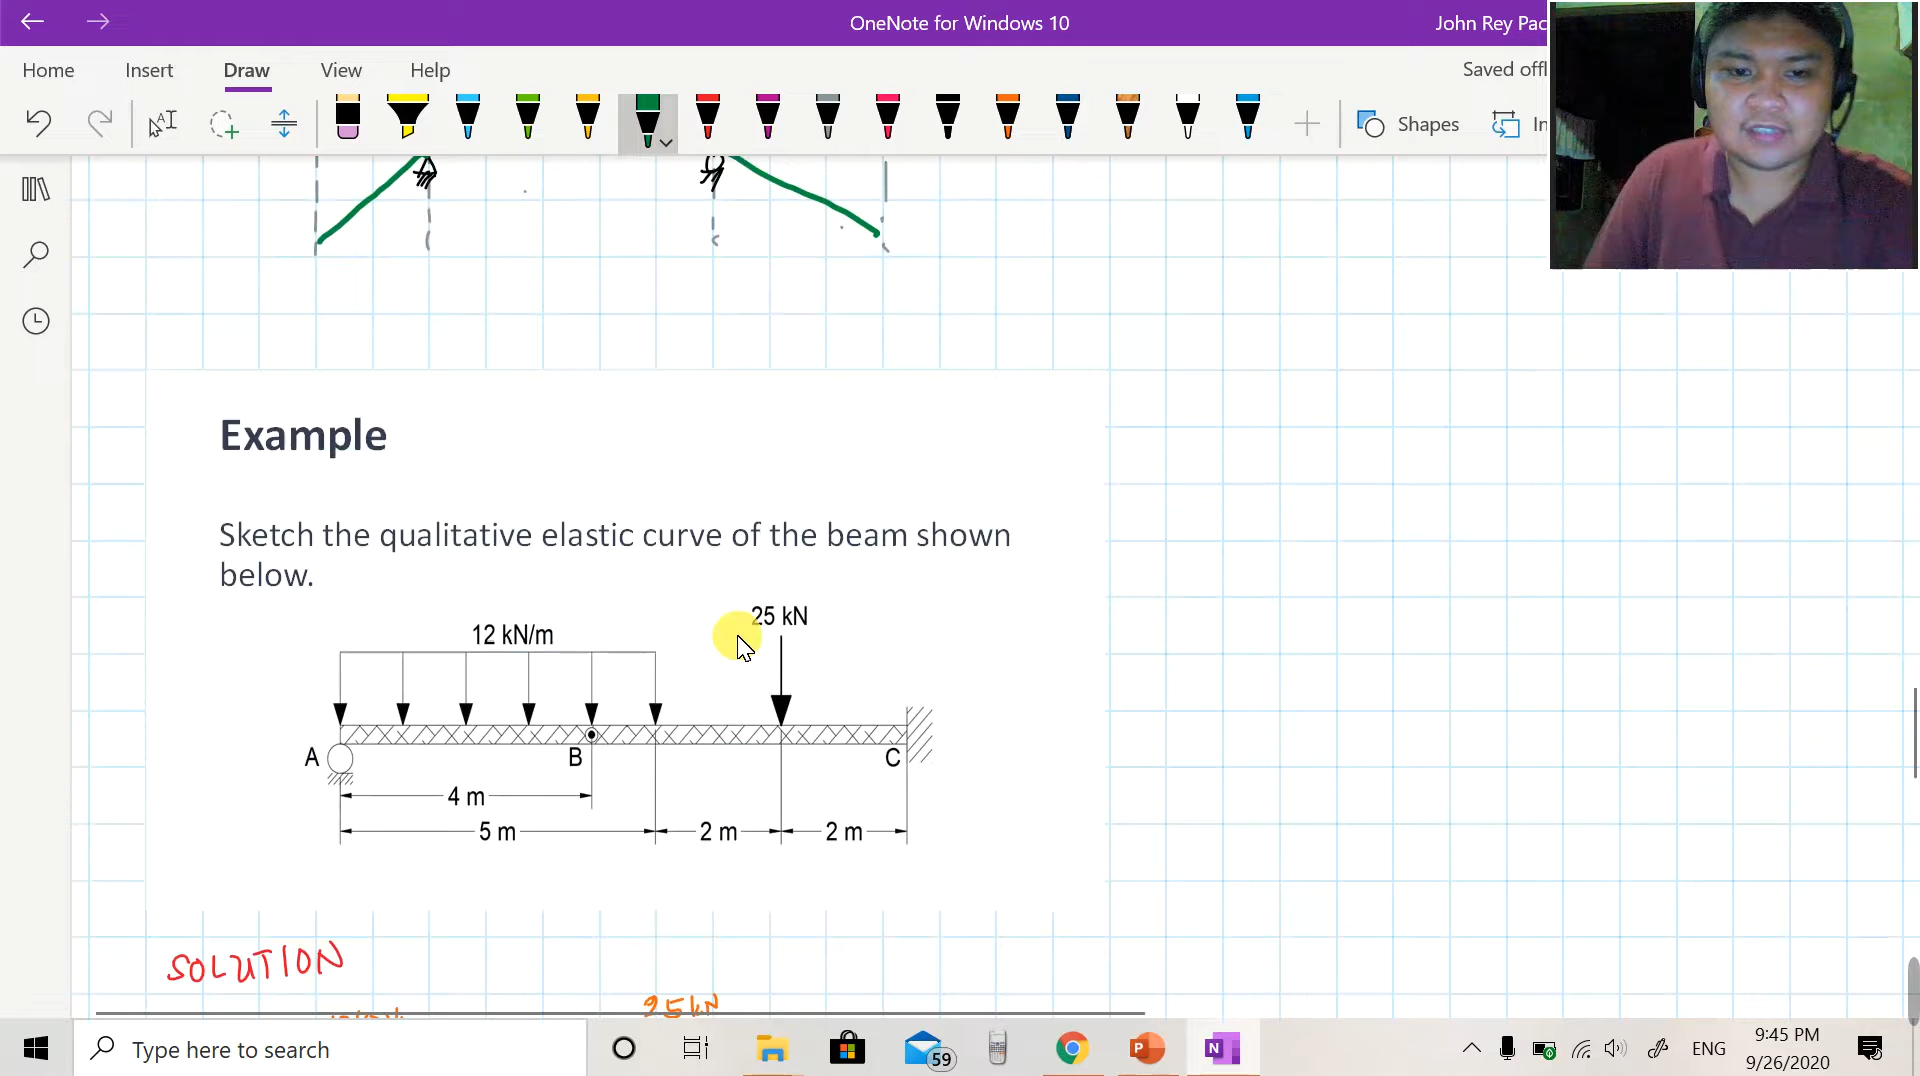 OneNote for Windows 10
John Rey Pac
Home
Insert
Draw
View
Help
Saved offl
Shapes
In
Example
Sketch the qualitative elastic curve of the beam shown
below.
25 kN
12 kN/m
A
B
C
4 m
5 m
2 m
2 m
SOLUTION
25 kN
Type here to search
59
ENG
9:45 PM
9/26/2020